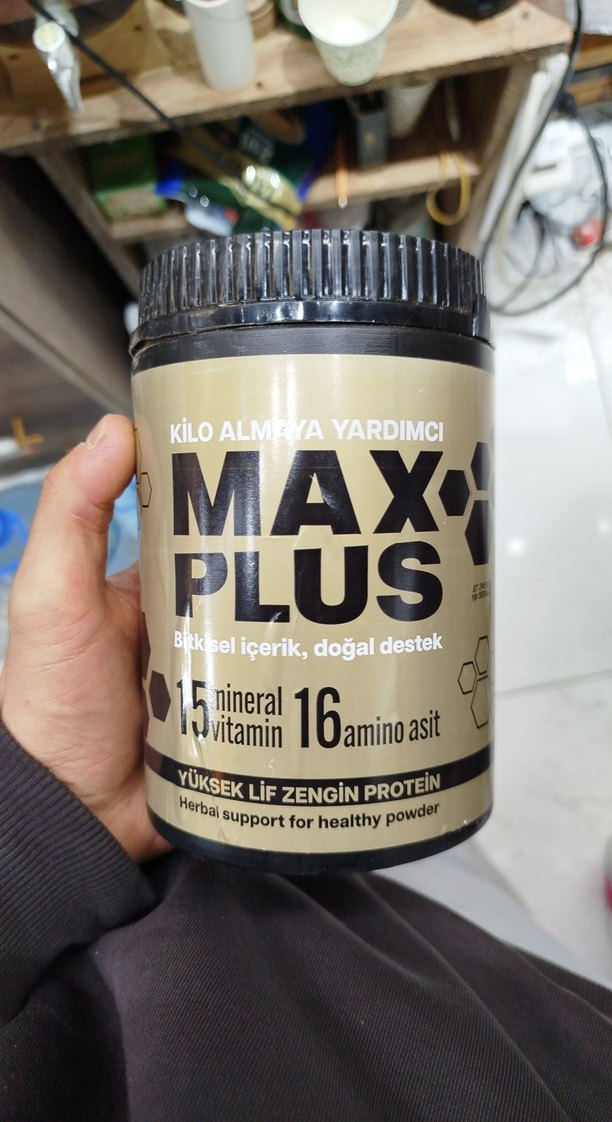 KİLO ALMAYA YARDIMCI
MAX
PLUS
Bitkisel içerik, doğal destek
15 mineral
vitamin
16 amino asit
YÜKSEK LİF ZENGİN PROTEİN
Herbal support for healthy powder